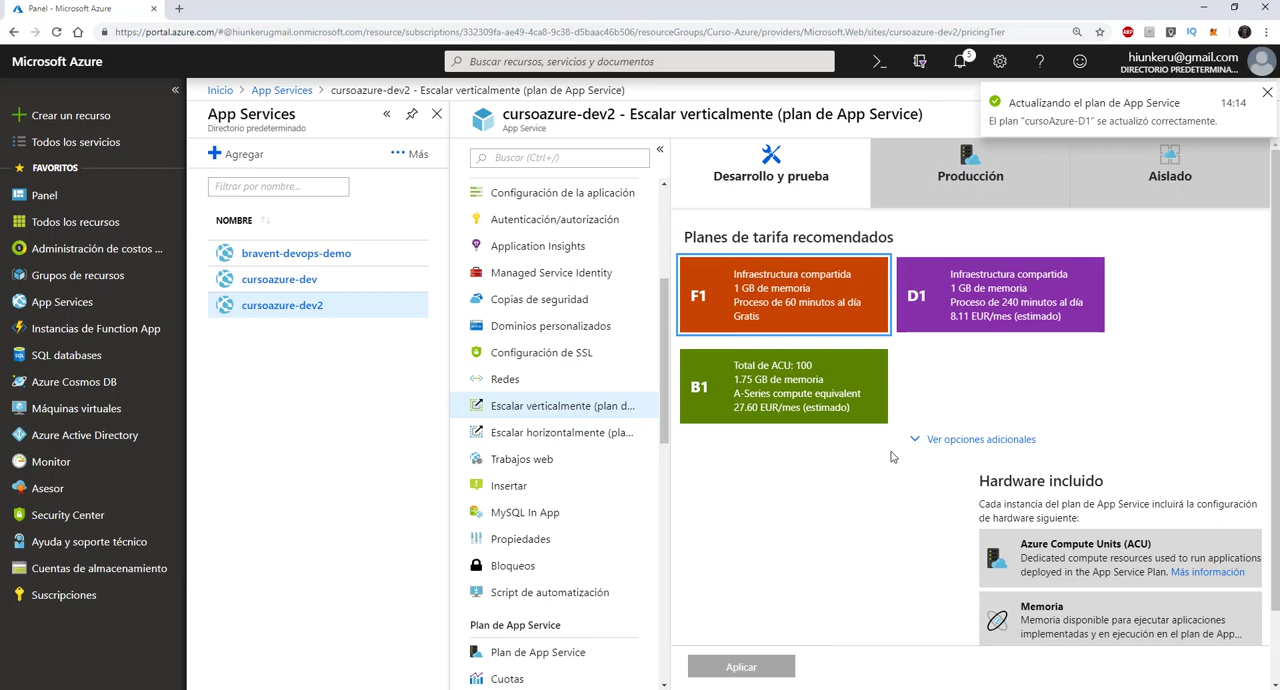 Panel - Microsoft Azure
https://portal.azure.com/#@hiunkerugmail.onmicrosoft.com/resource/subscriptions/332309fa-ae49-4ca8-9c38-d5baac46b506/resourceGroups/Curso-Azure/providers/Microsoft.Web/sites/cursoazure-dev2/pricingTier
ABP
IQ
Microsoft Azure
Buscar recursos, servicios y documentos
5
hiunkeru@gmail.com
DIRECTORIO PREDETERMINA...
Crear un recurso
Todos los servicios
FAVORITOS
Panel
Todos los recursos
Administración de costos ...
Grupos de recursos
App Services
Instancias de Function App
SQL databases
Azure Cosmos DB
Máquinas virtuales
Azure Active Directory
Monitor
Asesor
Security Center
Ayuda y soporte técnico
Cuentas de almacenamiento
Suscripciones
Inicio > App Services > cursoazure-dev2 - Escalar verticalmente (plan de App Service)
App Services
Directorio predeterminado
Agregar
Más
Filtrar por nombre...
NOMBRE
bravent-devops-demo
cursoazure-dev
cursoazure-dev2
cursoazure-dev2 - Escalar verticalmente (plan de App Service)
App Service
Buscar (Ctrl+/)
Configuración de la aplicación
Autenticación/autorización
Application Insights
Managed Service Identity
Copias de seguridad
Dominios personalizados
Configuración de SSL
Redes
Escalar verticalmente (plan d...
Escalar horizontalmente (pla...
Trabajos web
Insertar
MySQL In App
Propiedades
Bloqueos
Script de automatización
Plan de App Service
Plan de App Service
Cuotas
Actualizando el plan de App Service 14:14
El plan "cursoAzure-D1" se actualizó correctamente.
Desarrollo y prueba
Producción
Aislado
Planes de tarifa recomendados
F1
Infraestructura compartida
1 GB de memoria
Proceso de 60 minutos al día
Gratis
D1
Infraestructura compartida
1 GB de memoria
Proceso de 240 minutos al día
8.11 EUR/mes (estimado)
B1
Total de ACU: 100
1.75 GB de memoria
A-Series compute equivalent
27.60 EUR/mes (estimado)
Ver opciones adicionales
Hardware incluido
Cada instancia del plan de App Service incluirá la configuración
de hardware siguiente:
Azure Compute Units (ACU)
Dedicated compute resources used to run applications
deployed in the App Service Plan. Más información
Memoria
Memoria disponible para ejecutar aplicaciones
implementadas y en ejecución en el plan de App...
Aplicar